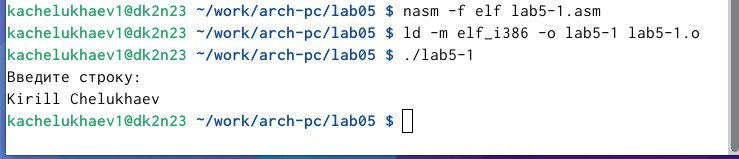 kachelukhaev1@dk2n23 ~/work/arch-pc/lab05 $ nasm -f elf lab5-1.asm
kachelukhaev1@dk2n23 ~/work/arch-pc/lab05 $ ld -m elf_i386 -o lab5-1 lab5-1.o
kachelukhaev1@dk2n23 ~/work/arch-pc/lab05 $ ./lab5-1
Введите строку:
Kirill Chelukhaev
kachelukhaev1@dk2n23 ~/work/arch-pc/lab05 $